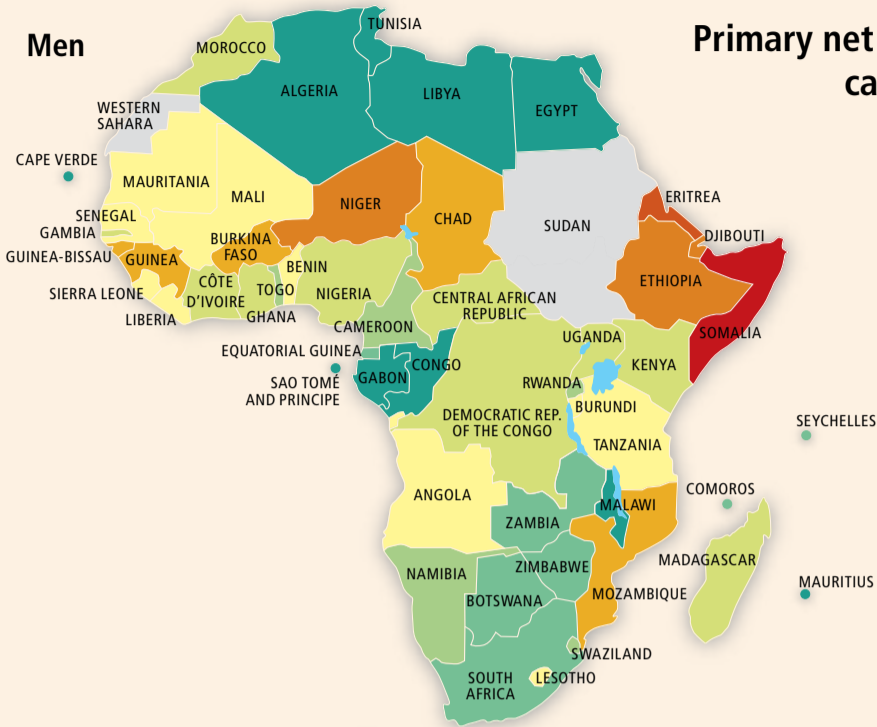 Men
Primary net
ca
TUNISIA
MOROCCO
ALGERIA
LIBYA
EGYPT
WESTERN
SAHARA
CAPE VERDE
MAURITANIA
MALI
NIGER
CHAD
SUDAN
ERITREA
SENEGAL
GAMBIA
DJIBOUTI
GUINEA-BISSAU
GUINEA
BURKINA
FASO
BENIN
ETHIOPIA
SIERRA LEONE
CÔTE
D'IVOIRE
TOGO
NIGERIA
CENTRAL AFRICAN
REPUBLIC
LIBERIA
GHANA
CAMEROON
SOMALIA
UGANDA
EQUATORIAL GUINEA
GABON
CONGO
KENYA
SAO TOMÉ
AND PRINCIPE
RWANDA
BURUNDI
DEMOCRATIC REP.
OF THE CONGO
SEYCHELLES
TANZANIA
COMOROS
ANGOLA
MALAWI
ZAMBIA
MADAGASCAR
NAMIBIA
ZIMBABWE
MAURITIUS
BOTSWANA
MOZAMBIQUE
SWAZILAND
SOUTH
AFRICA
LESOTHO